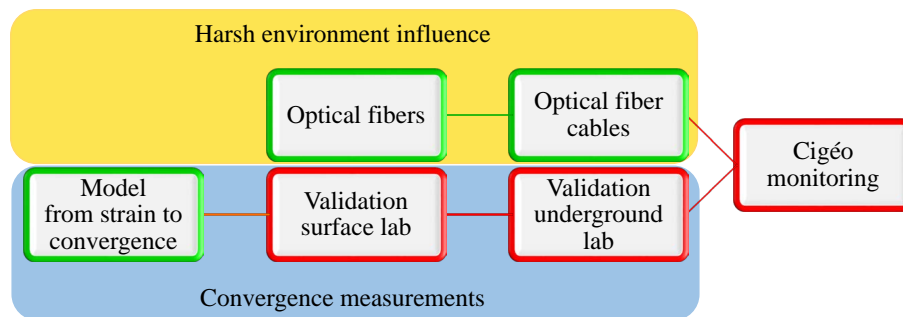 Harsh environment influence
Optical fibers
Optical fiber
cables
Cigéo
monitoring
Model
from strain to
convergence
Validation
surface lab
Validation
underground
lab
Convergence measurements